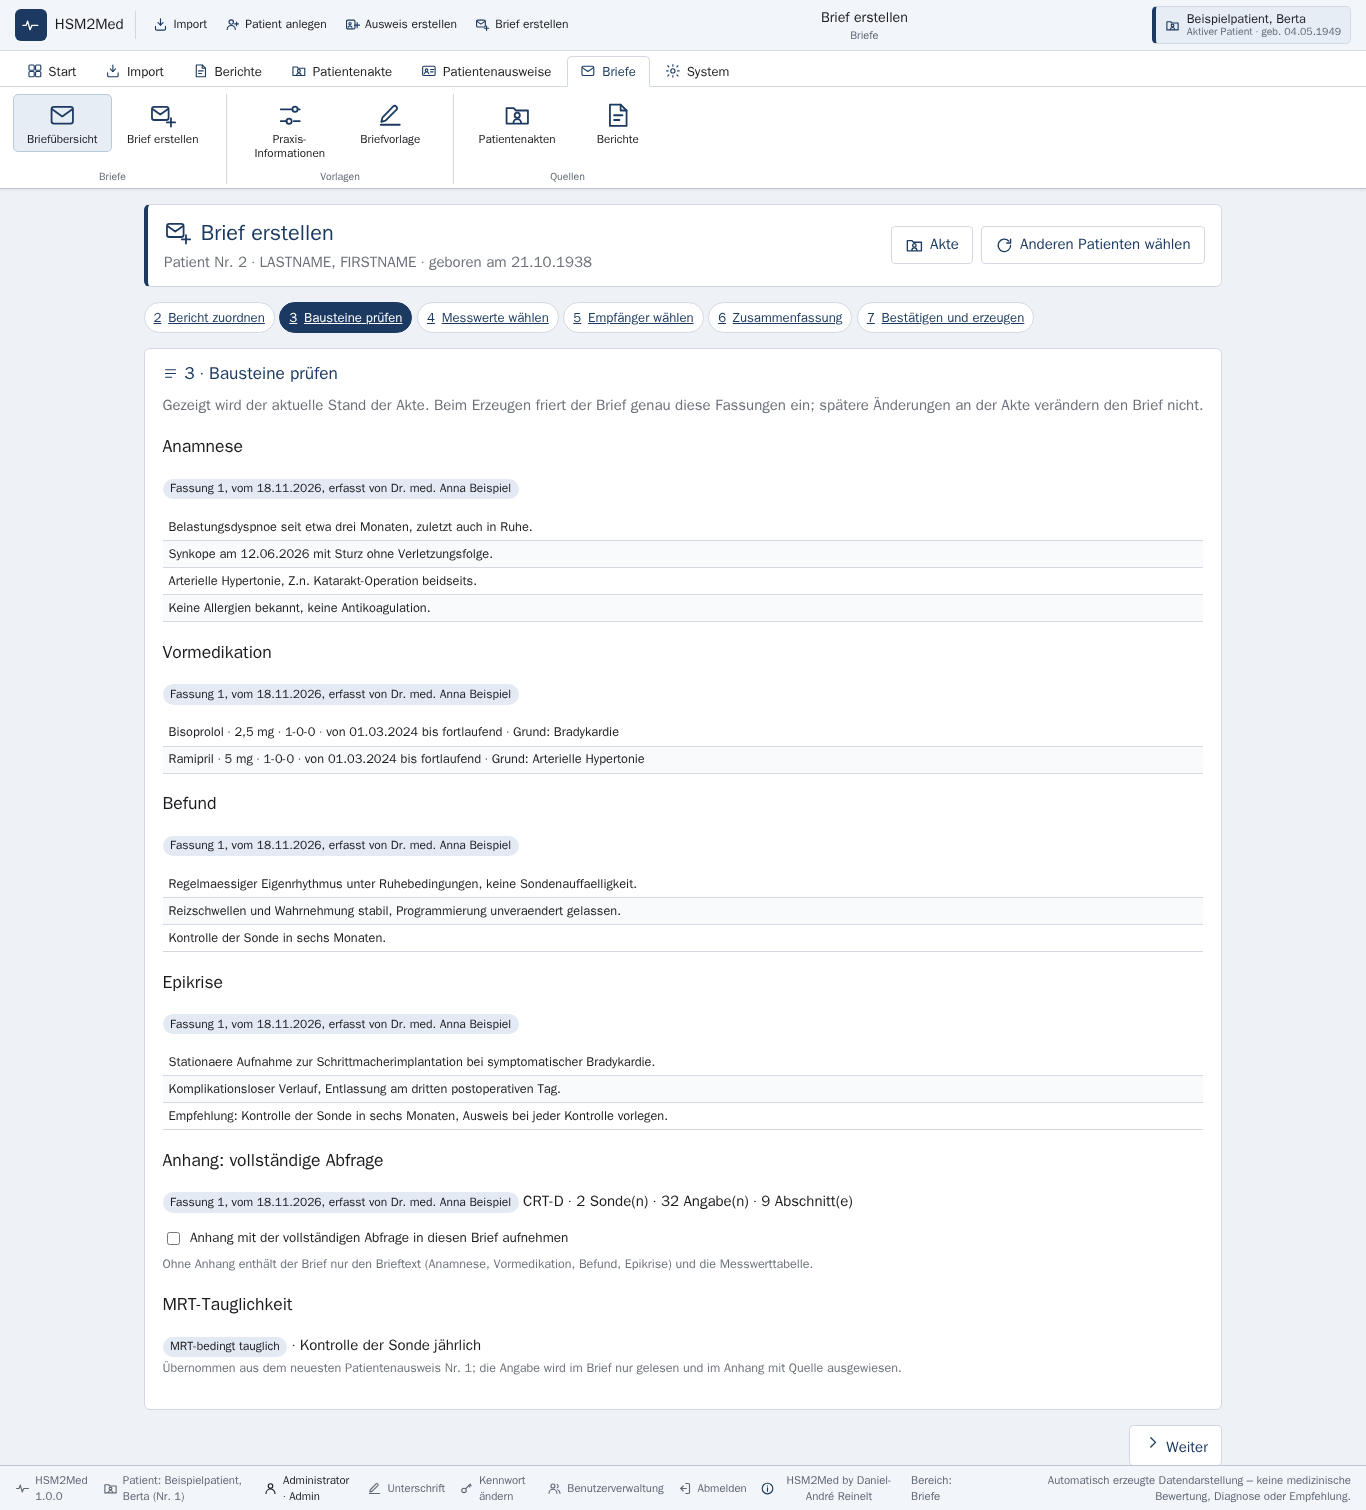 HSM2Med
Import
Patient anlegen
Ausweis erstellen
Brief erstellen
Brief erstellen
Briefe
Beispielpatient, Berta
Aktiver Patient · geb. 04.05.1949
Start
Import
Berichte
Patientenakte
Patientenausweise
Briefe
System
Briefübersicht
Brief erstellen
Briefe
Praxis-
Informationen
Briefvorlage
Vorlagen
Patientenakten
Berichte
Quellen
Brief erstellen
Patient Nr. 2 · LASTNAME, FIRSTNAME · geboren am 21.10.1938
Akte
Anderen Patienten wählen
2 Bericht zuordnen
3 Bausteine prüfen
4 Messwerte wählen
5 Empfänger wählen
6 Zusammenfassung
7 Bestätigen und erzeugen
3 · Bausteine prüfen
Gezeigt wird der aktuelle Stand der Akte. Beim Erzeugen friert der Brief genau diese Fassungen ein; spätere Änderungen an der Akte verändern den Brief nicht.
Anamnese
Fassung 1, vom 18.11.2026, erfasst von Dr. med. Anna Beispiel
Belastungsdyspnoe seit etwa drei Monaten, zuletzt auch in Ruhe.
Synkope am 12.06.2026 mit Sturz ohne Verletzungsfolge.
Arterielle Hypertonie, Z.n. Katarakt-Operation beidseits.
Keine Allergien bekannt, keine Antikoagulation.
Vormedikation
Fassung 1, vom 18.11.2026, erfasst von Dr. med. Anna Beispiel
Bisoprolol · 2,5 mg · 1-0-0 · von 01.03.2024 bis fortlaufend · Grund: Bradykardie
Ramipril · 5 mg · 1-0-0 · von 01.03.2024 bis fortlaufend · Grund: Arterielle Hypertonie
Befund
Fassung 1, vom 18.11.2026, erfasst von Dr. med. Anna Beispiel
Regelmaessiger Eigenrhythmus unter Ruhebedingungen, keine Sondenauffaelligkeit.
Reizschwellen und Wahrnehmung stabil, Programmierung unveraendert gelassen.
Kontrolle der Sonde in sechs Monaten.
Epikrise
Fassung 1, vom 18.11.2026, erfasst von Dr. med. Anna Beispiel
Stationaere Aufnahme zur Schrittmacherimplantation bei symptomatischer Bradykardie.
Komplikationsloser Verlauf, Entlassung am dritten postoperativen Tag.
Empfehlung: Kontrolle der Sonde in sechs Monaten, Ausweis bei jeder Kontrolle vorlegen.
Anhang: vollständige Abfrage
Fassung 1, vom 18.11.2026, erfasst von Dr. med. Anna Beispiel CRT-D · 2 Sonde(n) · 32 Angabe(n) · 9 Abschnitt(e)
Anhang mit der vollständigen Abfrage in diesen Brief aufnehmen
Ohne Anhang enthält der Brief nur den Brieftext (Anamnese, Vormedikation, Befund, Epikrise) und die Messwerttabelle.
MRT-Tauglichkeit
MRT-bedingt tauglich · Kontrolle der Sonde jährlich
Übernommen aus dem neuesten Patientenausweis Nr. 1; die Angabe wird im Brief nur gelesen und im Anhang mit Quelle ausgewiesen.
Weiter
HSM2Med
1.0.0
Patient: Beispielpatient,
Berta (Nr. 1)
Administrator
· Admin
Unterschrift
Kennwort
ändern
Benutzerverwaltung
Abmelden
HSM2Med by Daniel-
André Reinelt
Bereich:
Briefe
Automatisch erzeugte Datendarstellung – keine medizinische
Bewertung, Diagnose oder Empfehlung.